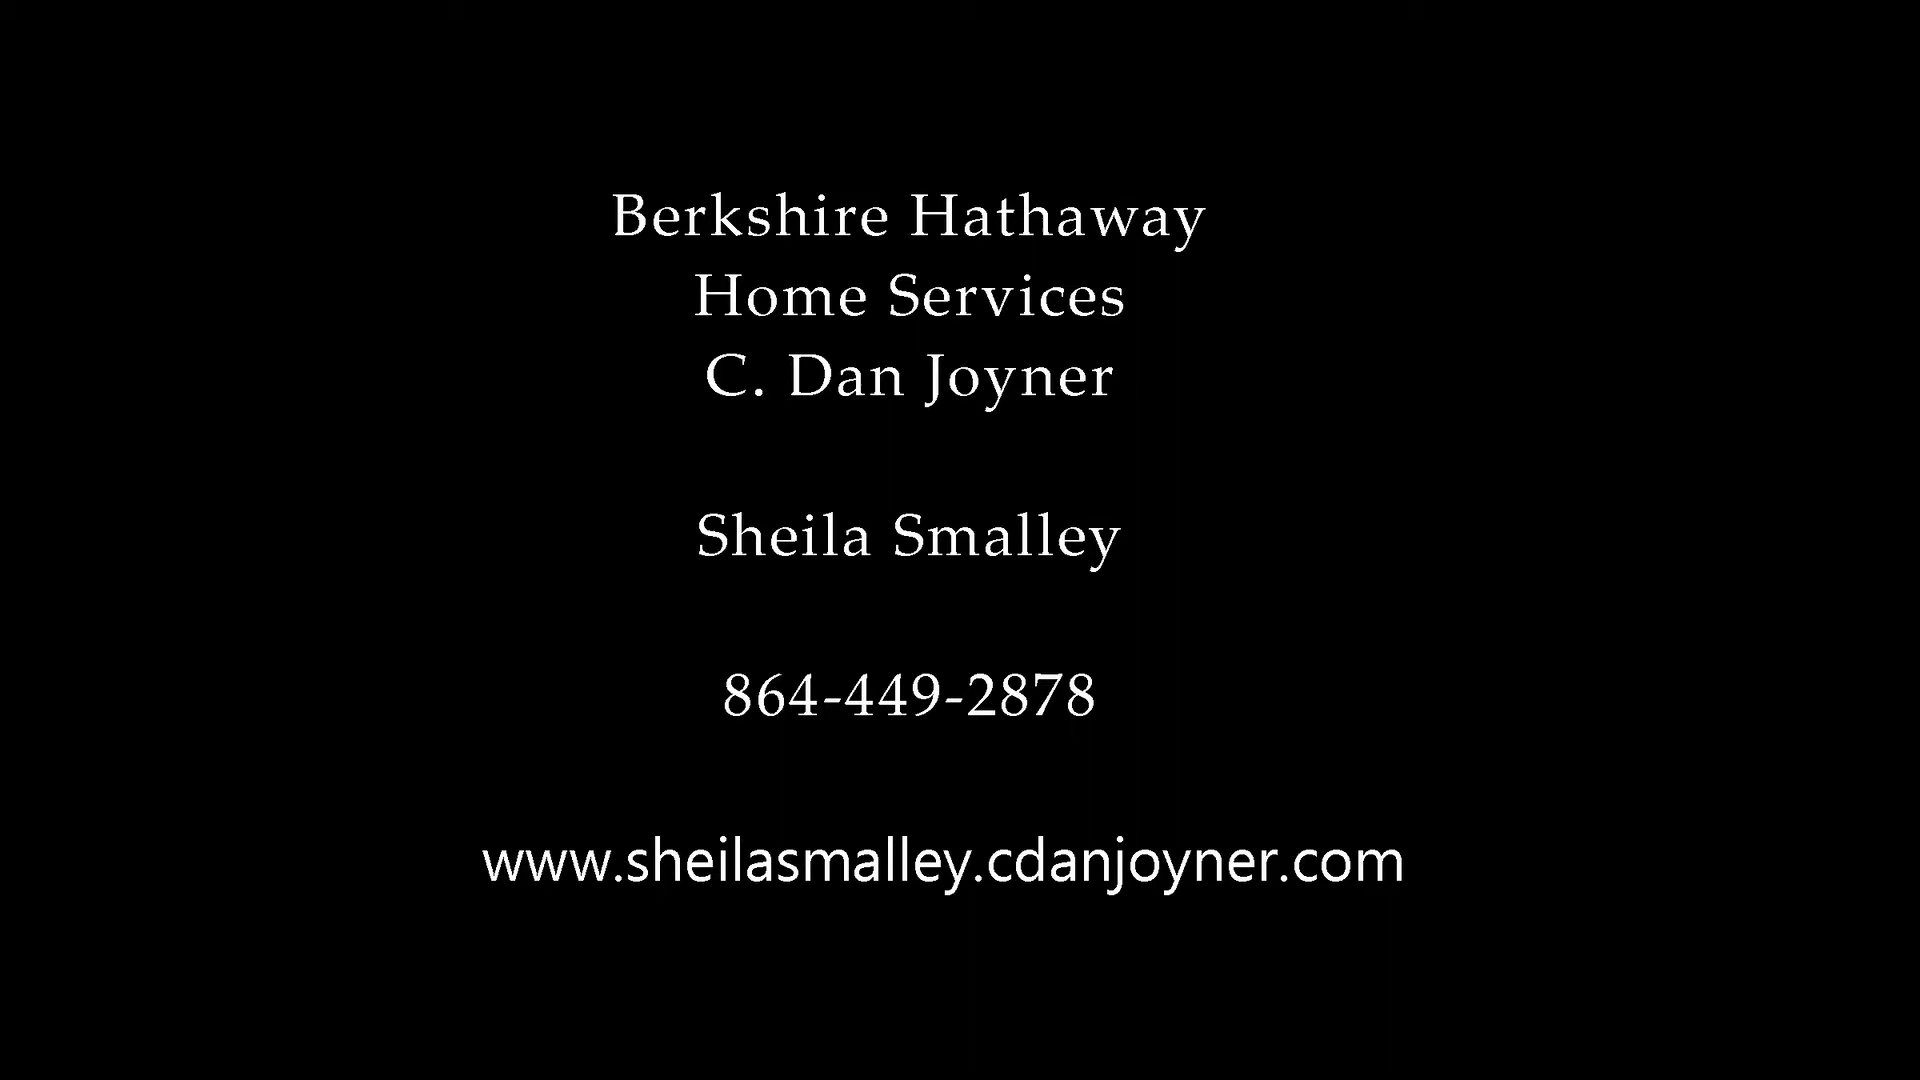 Berkshire Hathaway
Home Services
C. Dan Joyner
Sheila Smalley
864-449-2878
www.sheilasmalley.cdanjoyner.com